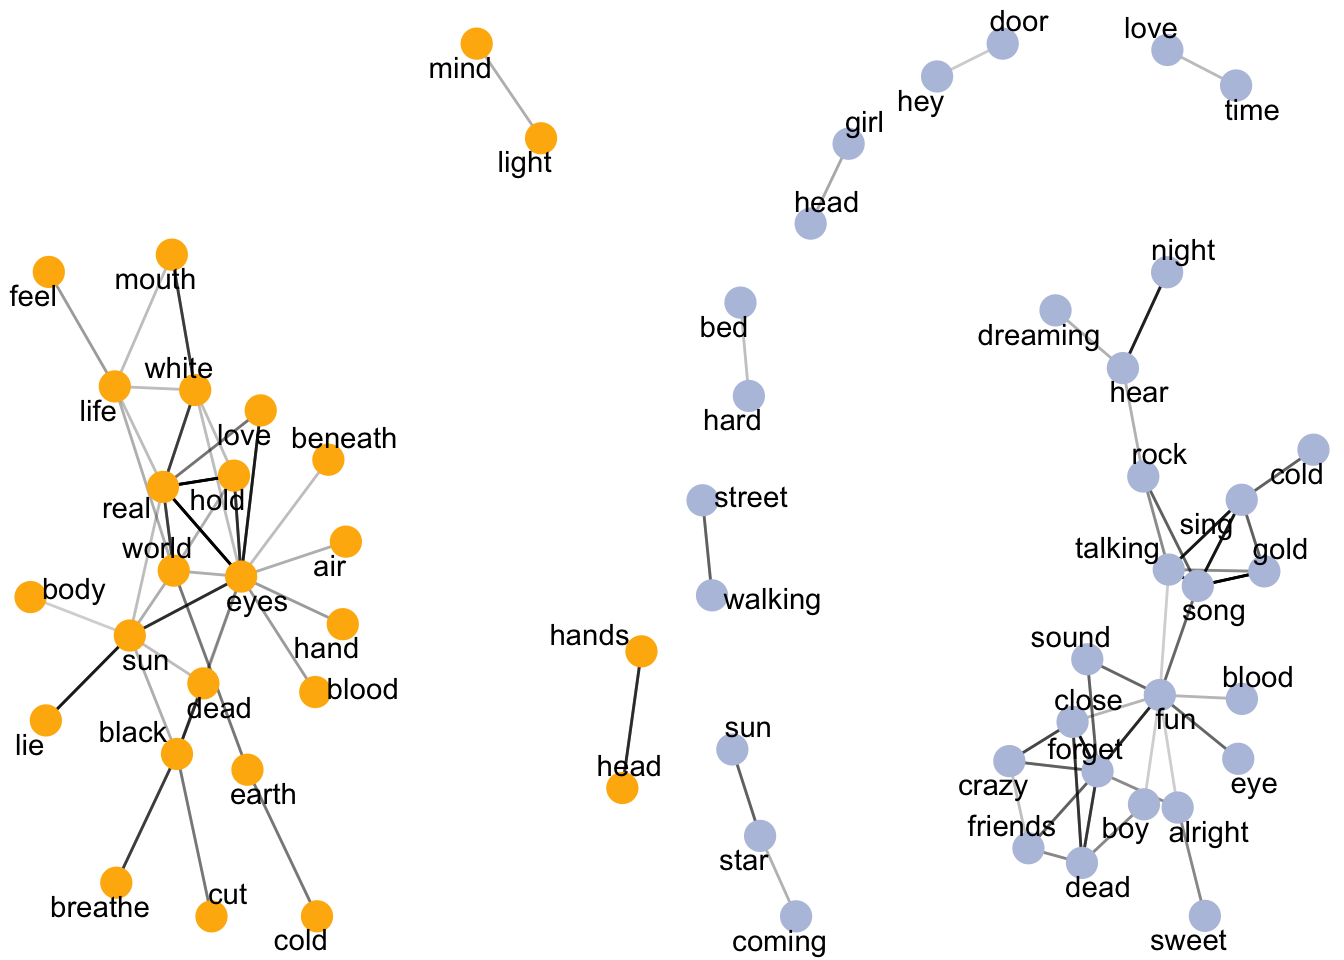 door
love
mind
hey
time
girl
light
head
night
feel
mouth
bed
dreaming
white
life
hard
hear
love
beneath
rock
cold
real
hold
street
sing
world
air
talking
gold
body
eyes
walking
song
sun
hand
hands
sound
dead
blood
close
blood
fun
black
sun
forget
lie
head
crazy
eye
earth
star
friends
boy
alright
breathe
cut
dead
cold
coming
sweet